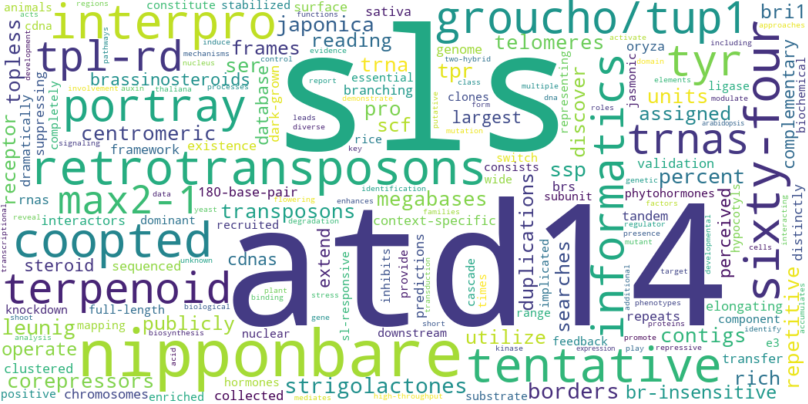 animals constitute stabilized surface groucho/tup1 bri1
acts interpro japonica sativa functions approaches
cdna induce evidence two-hybrid genome activate including
tpl-rd frames reading telomeres oryza tyr
topless mechanisms nucleus control trna class multiple domain
development pathways brassinosteroids ser essential tpr dna elements jasmonic ligase
involvement auxin thaliana processes database dark-grown branching clones form representing discover units complementary biochemical
suppressing portray report demonstrate pro putative mutation roles modulate
receptor dramatically completely centromeric leads diverse scf largest sls informatics assigned arabidopsis trnas sixty-four
signaling framework existence key rice consists switch validation genetic
retrotransposons wide ssp percent
rnas data 180-base-pair identification enhances brs subunit families phytohormones
max2-1 flowering megabases factors
interactors dominant yeast transposons context-specific tandem regulator presence mutant perceived hypocotyls interacting distinctly
transcriptional reveal recruited degradation duplications developmental cells
coopted cdnas atd14 target
steroid sequenced unknown extend sl-responsive inhibits provide predictions transduction cascade times implicated searches range additional phenotypes elongating
terpenoid plant binding stress repeats component repetitive
knockdown full-length biological gene short proteins identify
leunig mapping publicly nuclear downstream utilize feedback contigs promote e3
operate shoot analysis biosynthesis kinase expression play repressive accumulates
clustered nipponbare acid tentative transfer
corepressors hormones strigolactones substrate rich
positive chromosomes enriched collected mediates high-throughput borders br-insensitive